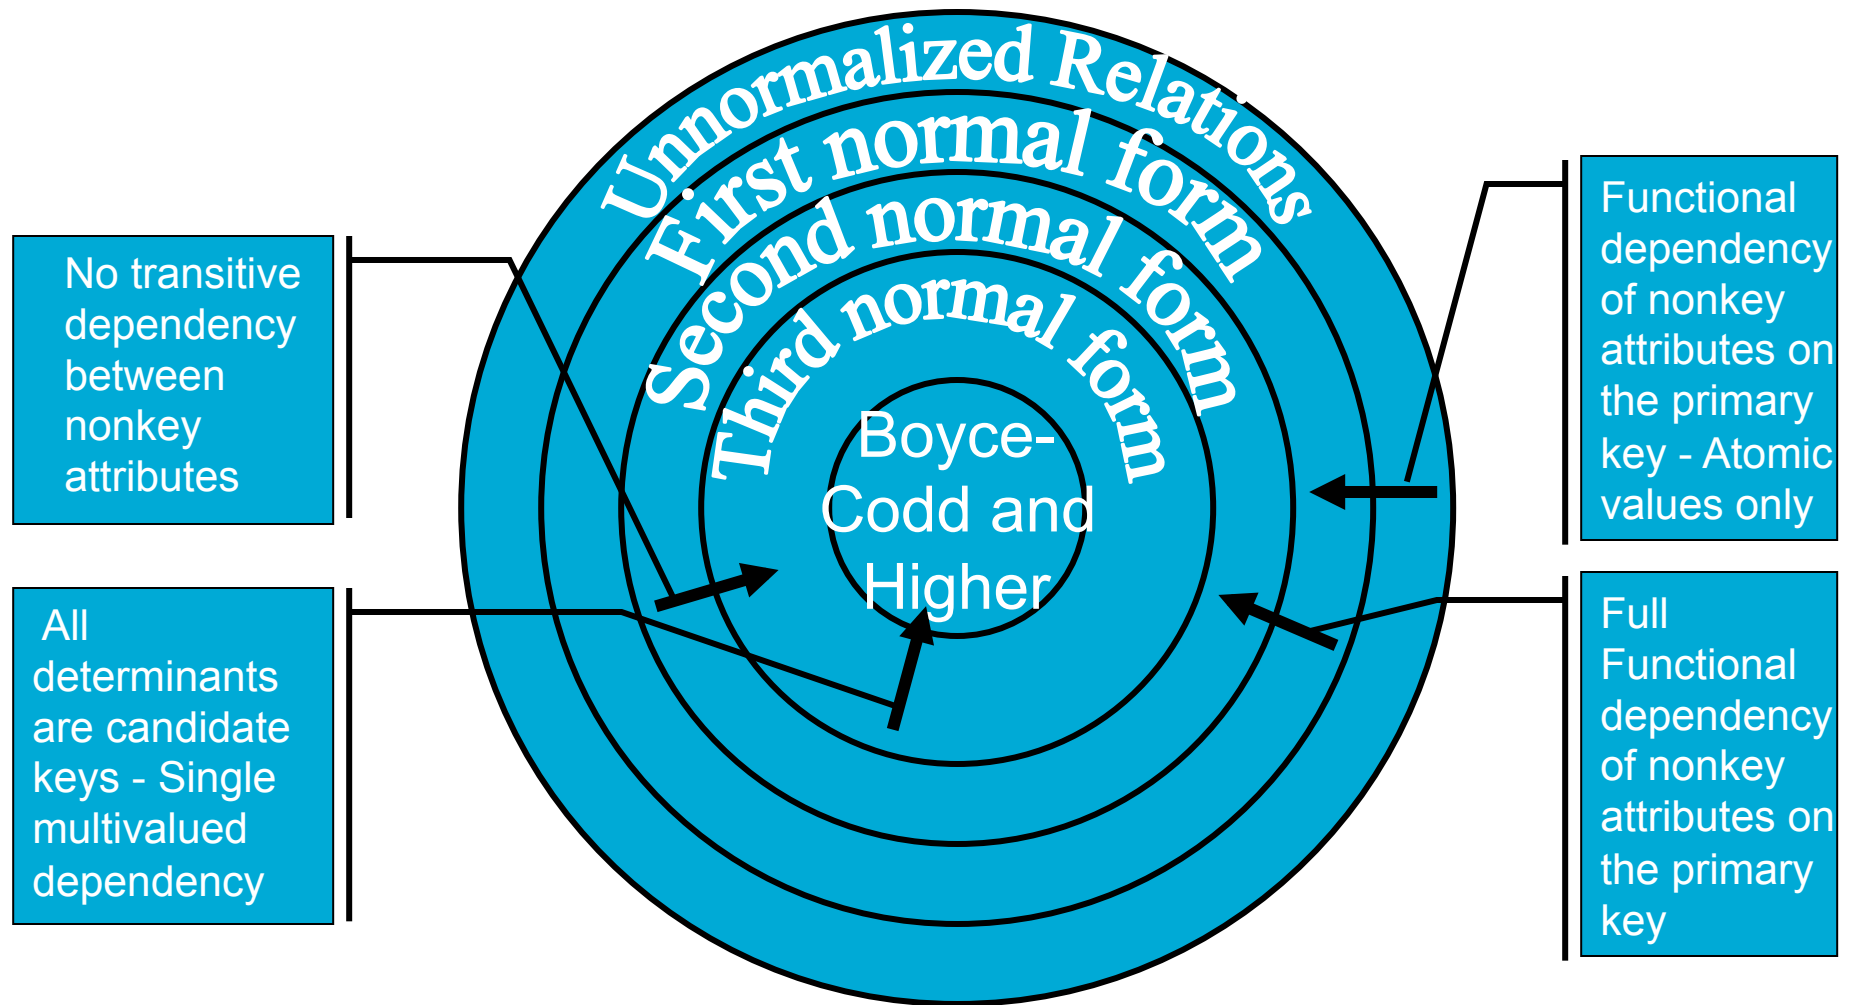 Unnormalized Relations
First normal form
Second normal form
Third normal form
Boyce-
Codd and
Higher
No transitive
dependency
between
nonkey
attributes
All
determinants
are candidate
keys - Single
multivalued
dependency
Functional
dependency
of nonkey
attributes on
the primary
key - Atomic
values only
Full
Functional
dependency
of nonkey
attributes on
the primary
key